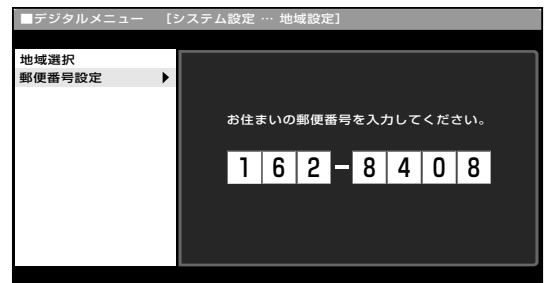 ■デジタルメニュー [システム設定 … 地域設定]
地域選択
郵便番号設定 ▶
お住まいの郵便番号を入力してください。
162-8408